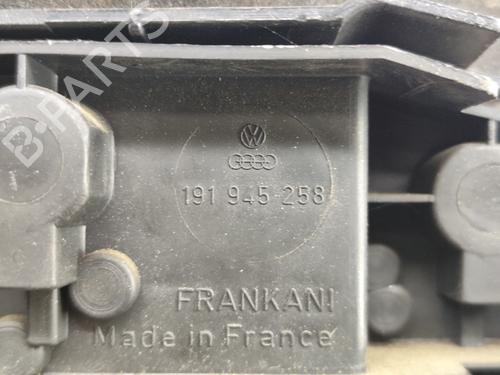 B-PARTS
191 945 258
FRANKANI
Made in France